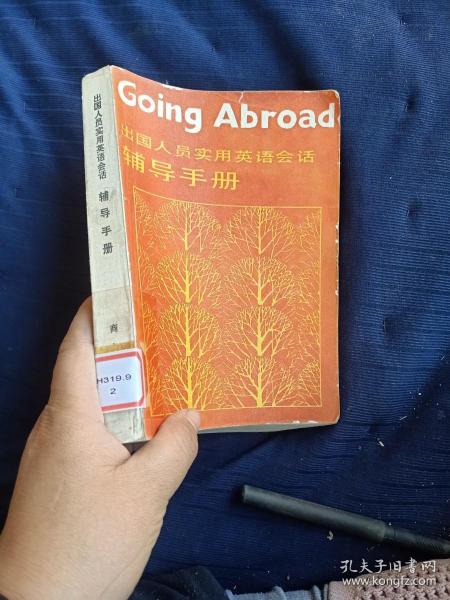 Going Abroad
出国人员实用英语会话
辅导手册
出国人员实用英语会话
辅导手册
商
H319.9
2
孔夫子旧书网
www.kongfz.com